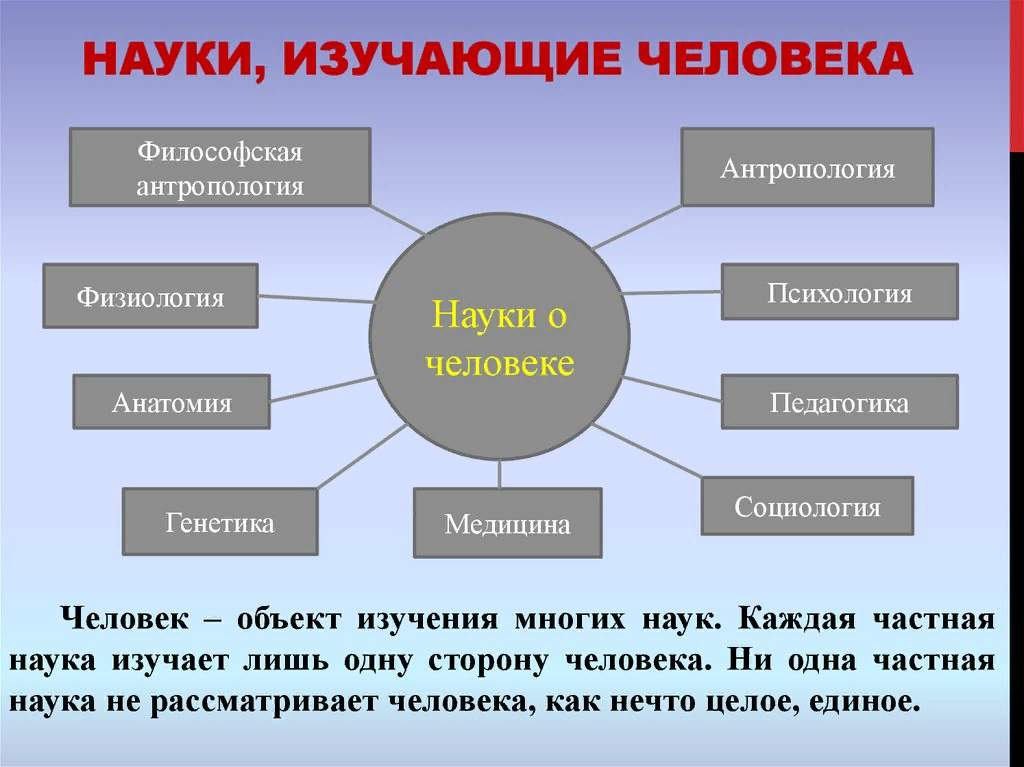 НАУКИ, ИЗУЧАЮЩИЕ ЧЕЛОВЕКА
Философская
антропология
Антропология
Физиология
Психология
Науки о
человеке
Анатомия
Педагогика
Генетика
Медицина
Социология
Человек – объект изучения многих наук. Каждая частная
наука изучает лишь одну сторону человека. Ни одна частная
наука не рассматривает человека, как нечто целое, единое.